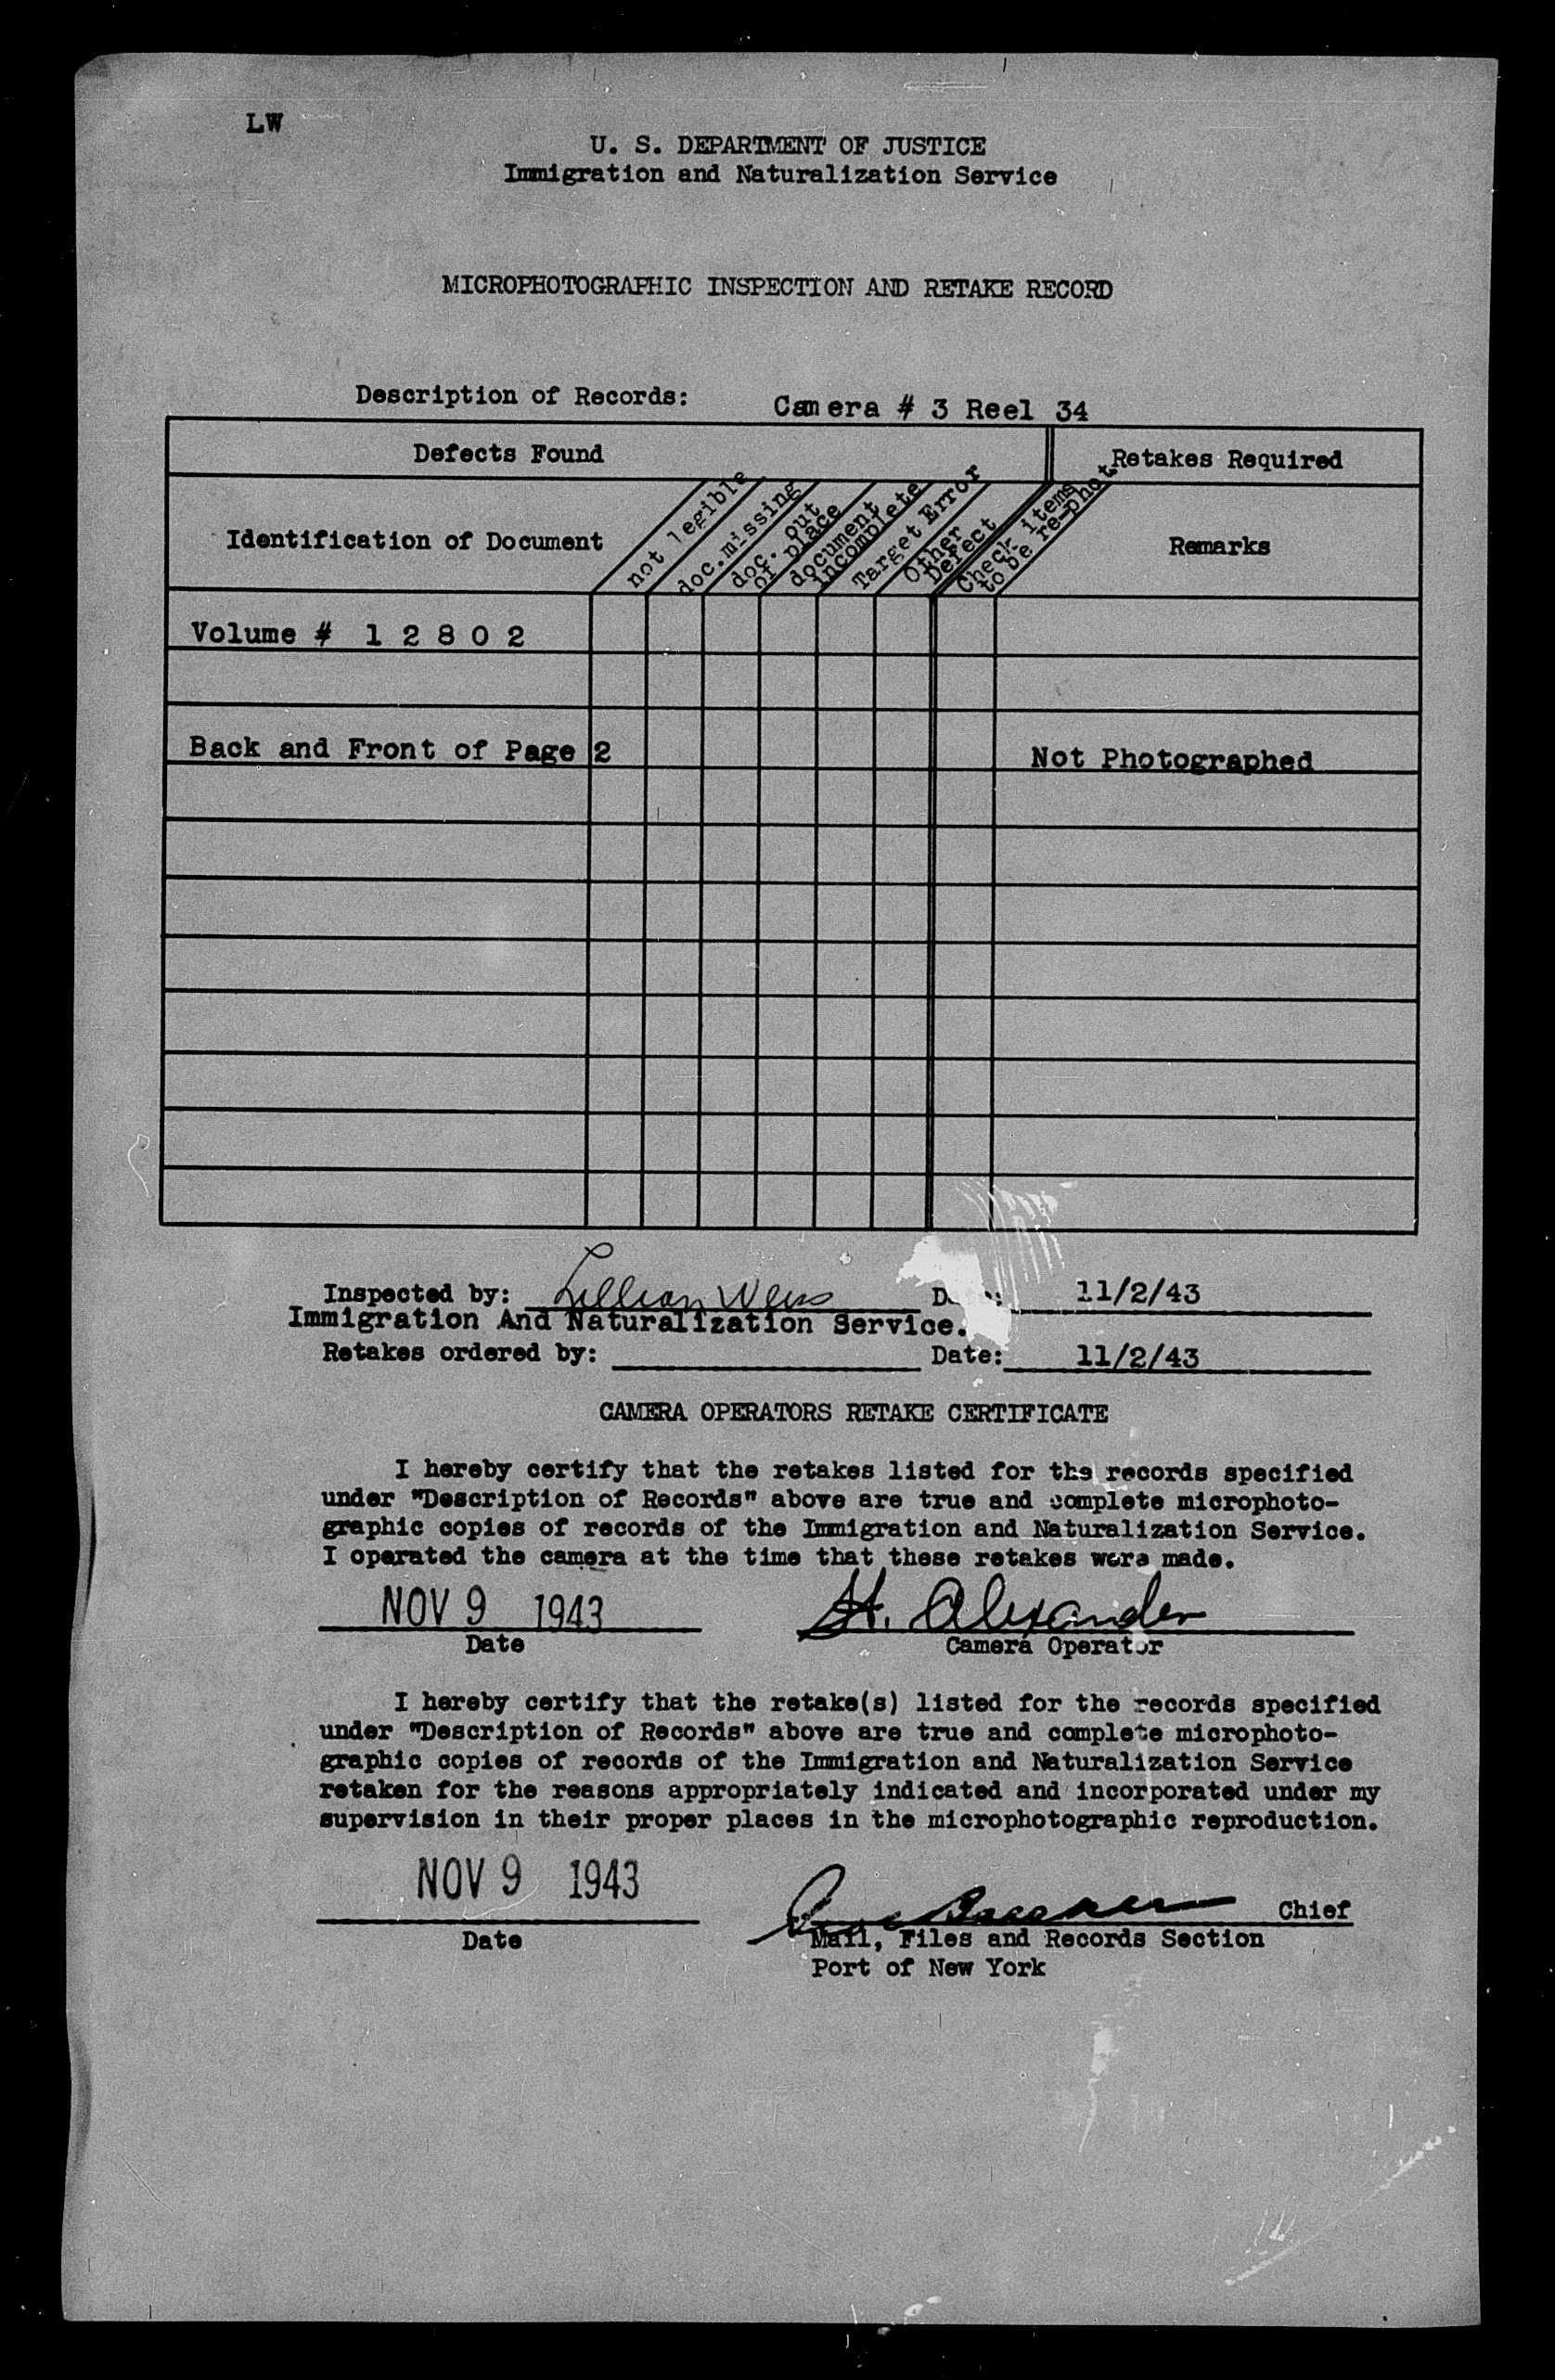 LW
U. S. DEPARTMENT OF JUSTICE
Immigration and Naturalization Service
MICROPHOTOGRAPHIC INSPECTION AND RETAKE RECORD
Description of Records: Camera # 3 Reel 34
Defects Found
Retakes Required
Identification of Document
not legible
doc.missing
doc. out
of place
document
incomplete
Target Error
Other
Defect
Check items
to be re-phot.
Remarks
Volume # 1 2 8 0 2
Back and Front of Page 2 Not Photographed
Inspected by: Lillian Weiss 11/2/43
Immigration And Naturalization Service.
Retakes ordered by: Date: 11/2/43
CAMERA OPERATORS RETAKE CERTIFICATE
I hereby certify that the retakes listed for the records specified
under "Description of Records" above are true and complete microphoto-
graphic copies of records of the Immigration and Naturalization Service.
I operated the camera at the time that these retakes were made.
NOV 9 1943 H. Alexander
Date Camera Operator
I hereby certify that the retake(s) listed for the records specified
under "Description of Records" above are true and complete microphoto-
graphic copies of records of the Immigration and Naturalization Service
retaken for the reasons appropriately indicated and incorporated under my
supervision in their proper places in the microphotographic reproduction.
NOV 9 1943
Chief
Date Mail, Files and Records Section
Port of New York